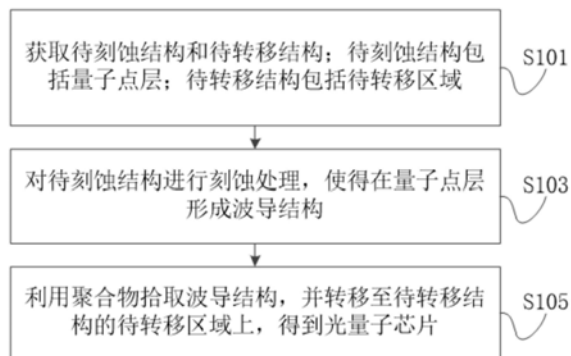 获取待刻蚀结构和待转移结构；待刻蚀结构包
括量子点层；待转移结构包括待转移区域
S101
对待刻蚀结构进行刻蚀处理，使得在量子点层
形成波导结构
S103
利用聚合物拾取波导结构，并转移至待转移结
构的待转移区域上，得到光量子芯片
S105